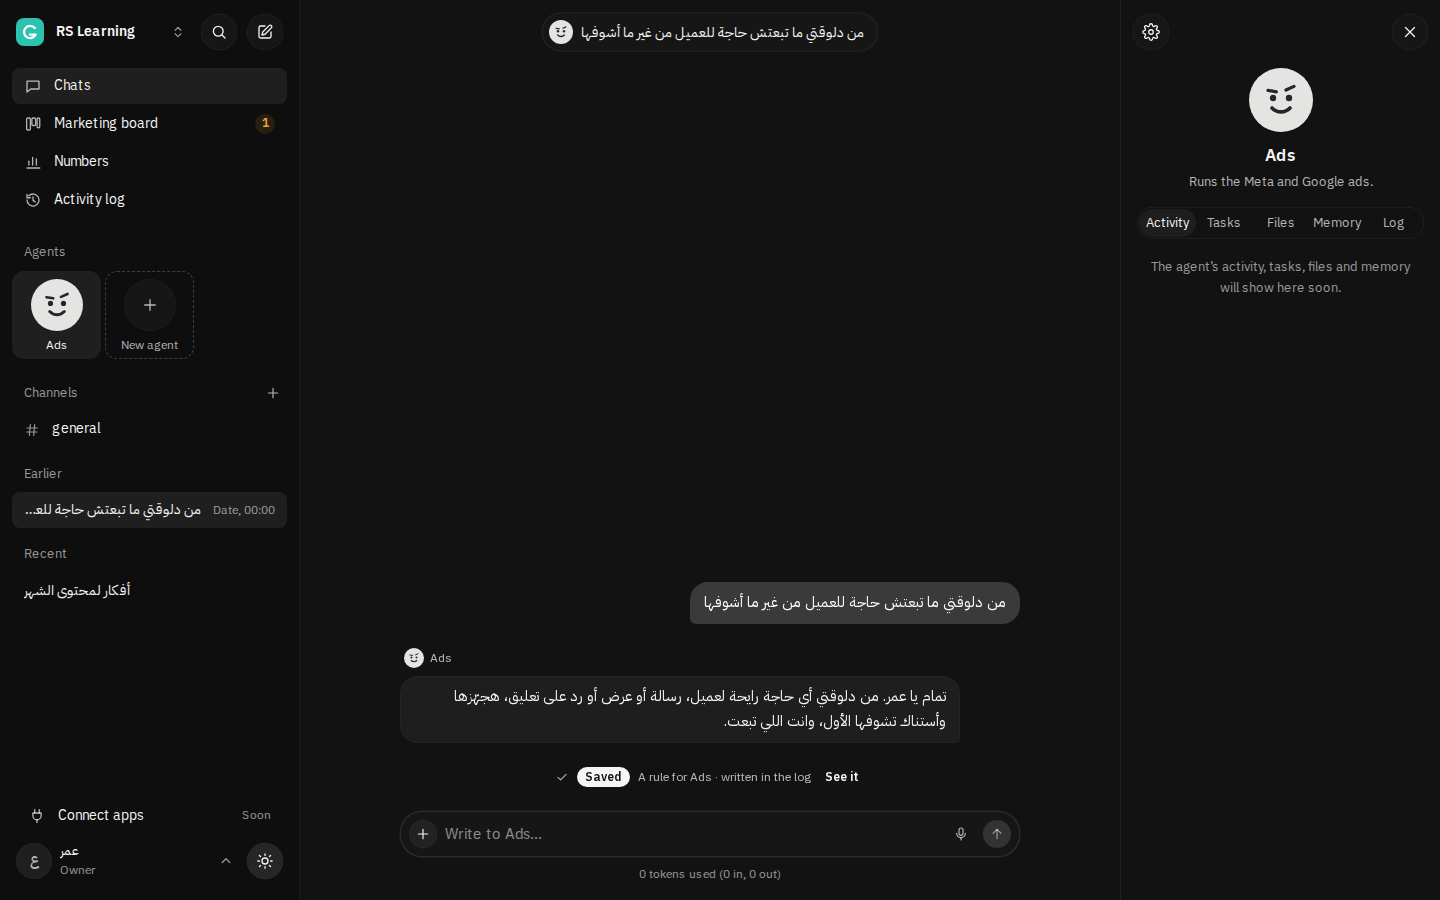 RS Learning
Chats
Marketing board
1
Numbers
Activity log
Agents
Ads
New agent
Channels
general
Earlier
من دلوقتي ما تبعتش حاجة للعـ...
Date, 00:00
Recent
أفكار لمحتوى الشهر
Connect apps
Soon
ع
عمر
Owner
من دلوقتي ما تبعتش حاجة للعميل من غير ما أشوفها
من دلوقتي ما تبعتش حاجة للعميل من غير ما أشوفها
Ads
تمام يا عمر. من دلوقتي أي حاجة رايحة لعميل، رسالة أو عرض أو رد على تعليق، هجهّزها
وأستناك تشوفها الأول، وانت اللي تبعت.
Saved A rule for Ads · written in the log See it
Write to Ads...
0 tokens used (0 in, 0 out)
Ads
Runs the Meta and Google ads.
Activity Tasks Files Memory Log
The agent's activity, tasks, files and memory
will show here soon.